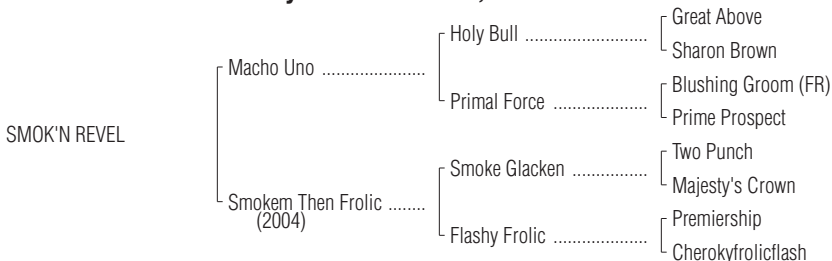 Great Above
Holy Bull ..........................
Sharon Brown
Macho Uno ......................
Blushing Groom (FR)
Primal Force ....................
Prime Prospect
SMOK'N REVEL
Two Punch
Smoke Glacken ................
Majesty's Crown
Smokem Then Frolic ........
(2004)
Premiership
Flashy Frolic ....................
Cherokyfrolicflash